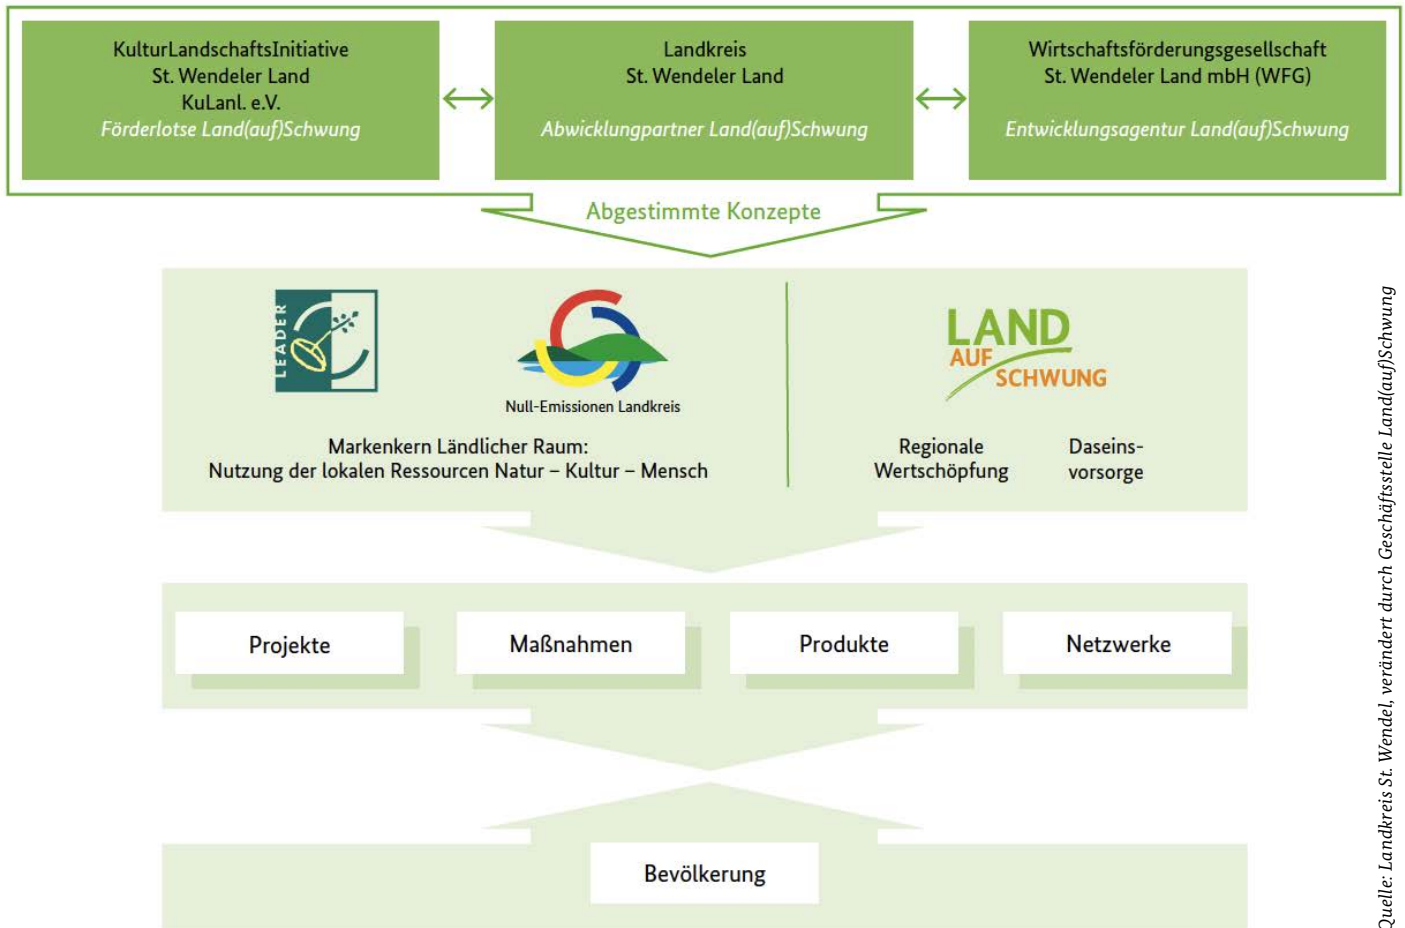 KulturLandschaftsInitiative
St. Wendeler Land
KuLanl. e.V.
Förderlotse Land(auf)Schwung
Landkreis
St. Wendeler Land
Abwicklungpartner Land(auf)Schwung
Wirtschaftsförderungsgesellschaft
St. Wendeler Land mbH (WFG)
Entwicklungsagentur Land(auf)Schwung
Abgestimmte Konzepte
LEADER
Null-Emissionen Landkreis
Markenkern Ländlicher Raum:
Nutzung der lokalen Ressourcen Natur – Kultur – Mensch
LAND
AUF
SCHWUNG
Regionale
Wertschöpfung
Daseins-
vorsorge
Projekte
Maßnahmen
Produkte
Netzwerke
Bevölkerung
Quelle: Landkreis St. Wendel, verändert durch Geschäftsstelle Land(auf)Schwung